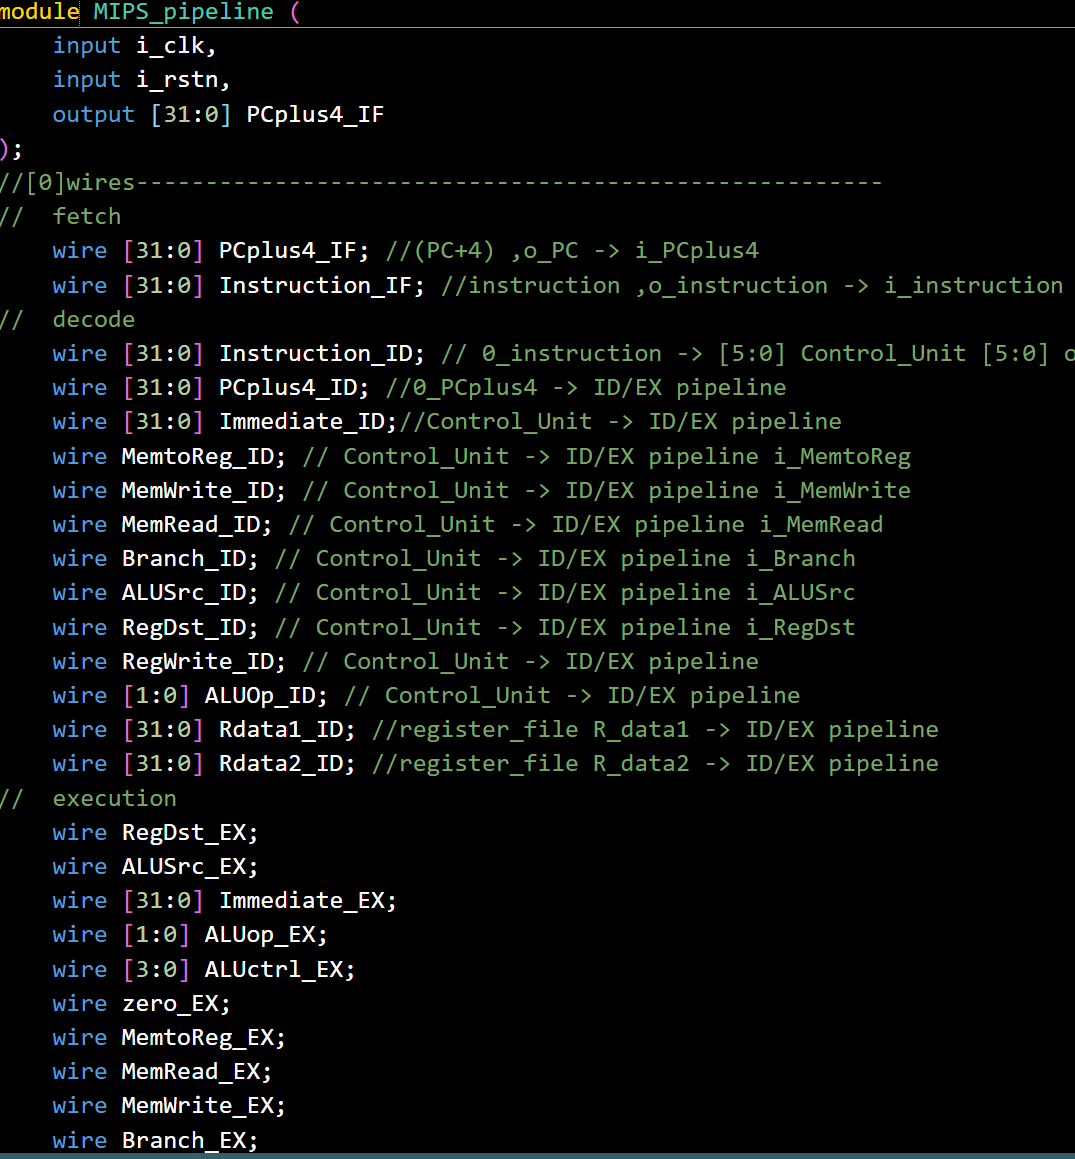 module MIPS_pipeline (
    input i_clk,
    input i_rstn,
    output [31:0] PCplus4_IF
);
//[0]wires------------------------------------------------------
//  fetch
    wire [31:0] PCplus4_IF; //(PC+4) ,o_PC -> i_PCplus4
    wire [31:0] Instruction_IF; //instruction ,o_instruction -> i_instruction
//  decode
    wire [31:0] Instruction_ID; // 0_instruction -> [5:0] Control_Unit [5:0] o
    wire [31:0] PCplus4_ID; //0_PCplus4 -> ID/EX pipeline
    wire [31:0] Immediate_ID;//Control_Unit -> ID/EX pipeline
    wire MemtoReg_ID; // Control_Unit -> ID/EX pipeline i_MemtoReg
    wire MemWrite_ID; // Control_Unit -> ID/EX pipeline i_MemWrite
    wire MemRead_ID; // Control_Unit -> ID/EX pipeline i_MemRead
    wire Branch_ID; // Control_Unit -> ID/EX pipeline i_Branch
    wire ALUSrc_ID; // Control_Unit -> ID/EX pipeline i_ALUSrc
    wire RegDst_ID; // Control_Unit -> ID/EX pipeline i_RegDst
    wire RegWrite_ID; // Control_Unit -> ID/EX pipeline
    wire [1:0] ALUOp_ID; // Control_Unit -> ID/EX pipeline
    wire [31:0] Rdata1_ID; //register_file R_data1 -> ID/EX pipeline
    wire [31:0] Rdata2_ID; //register_file R_data2 -> ID/EX pipeline
//  execution
    wire RegDst_EX;
    wire ALUSrc_EX;
    wire [31:0] Immediate_EX;
    wire [1:0] ALUop_EX;
    wire [3:0] ALUctrl_EX;
    wire zero_EX;
    wire MemtoReg_EX;
    wire MemRead_EX;
    wire MemWrite_EX;
    wire Branch_EX;